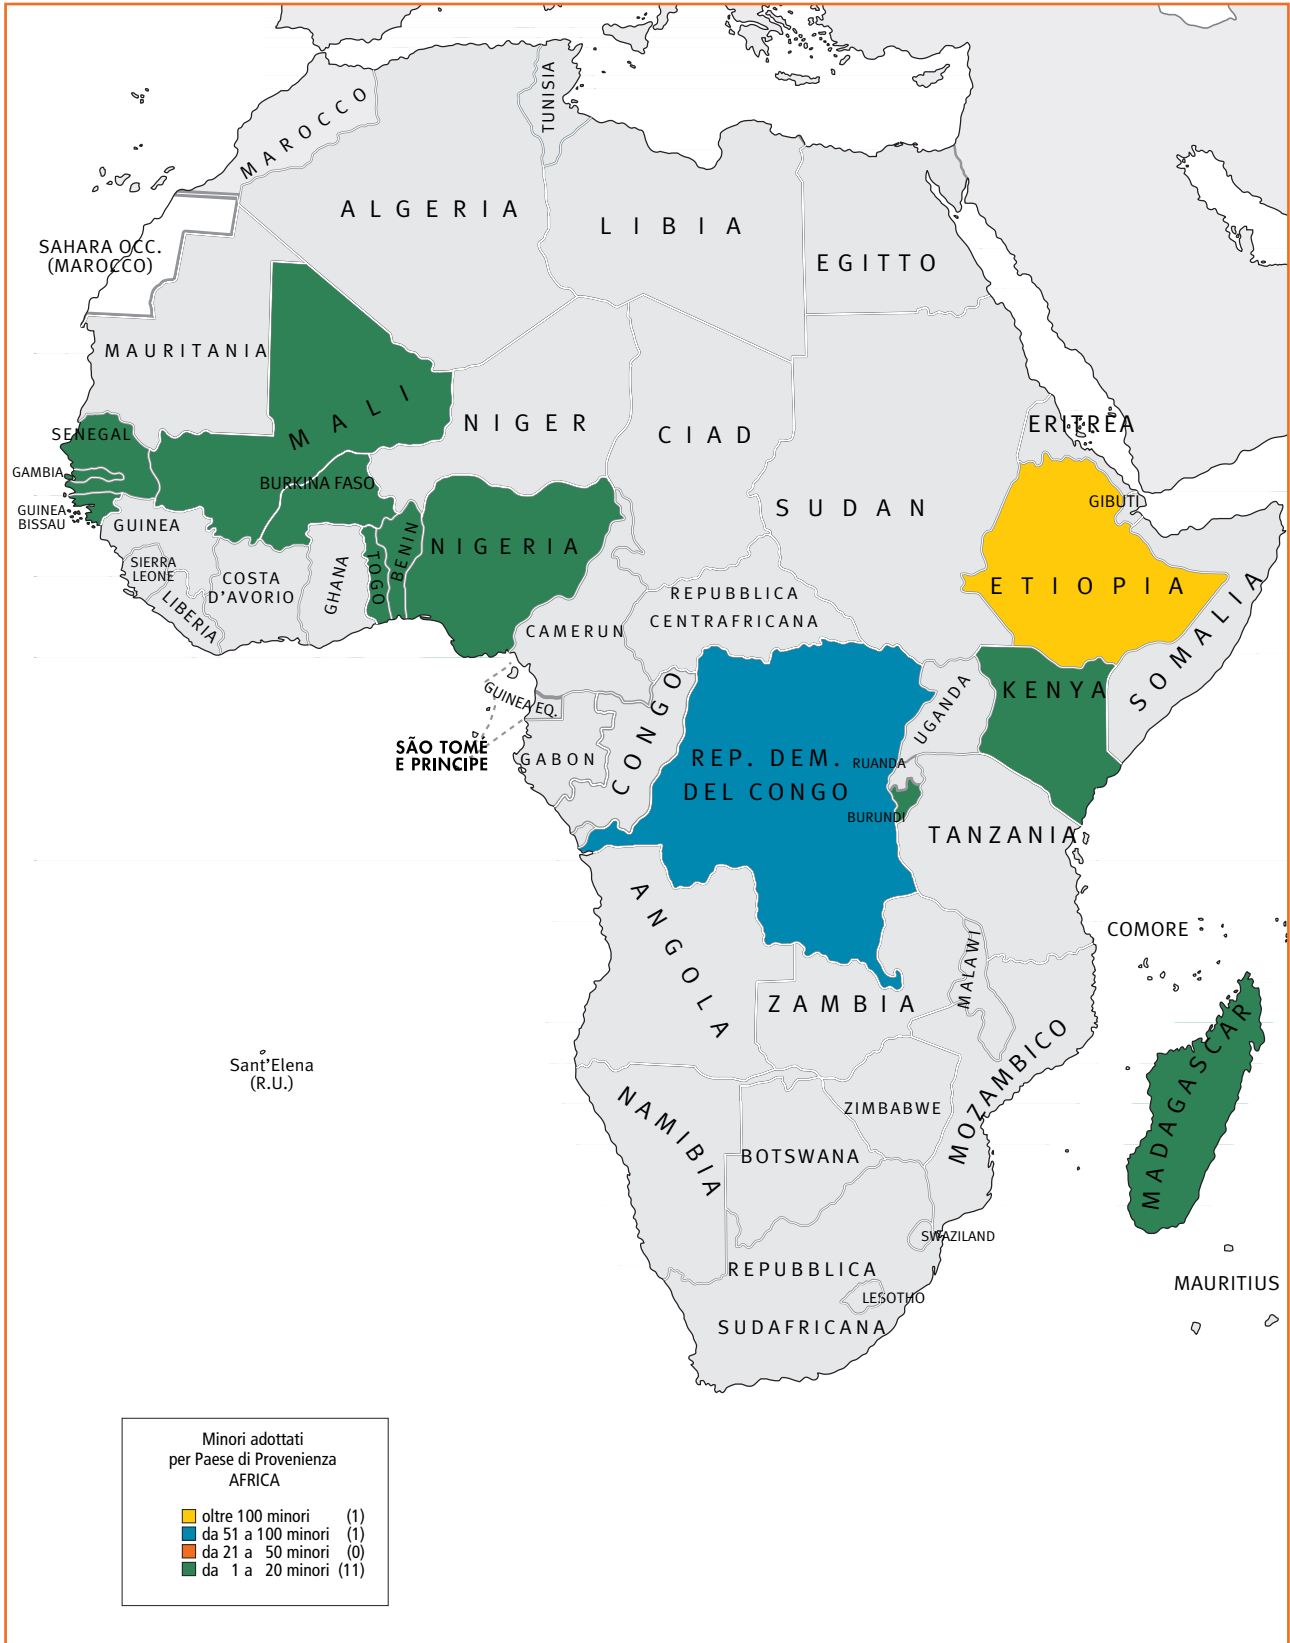 TUNISIA
MAROCCO
ALGERIA
LIBIA
EGITTO
SAHARA OCC.
(MAROCCO)
MAURITANIA
MALI
NIGER
CIAD
ERITREA
SENEGAL
GAMBIA
BURKINA FASO
GUINEA
BISSAU
GUINEA
SUDAN
GIBUTI
NIGERIA
BENIN
TOGO
GHANA
SIERRA
LEONE
COSTA
D'AVORIO
LIBERIA
REPUBBLICA
CENTRAFRICANA
CAMERUN
ETIOPIA
SOMALIA
KENYA
UGANDA
GUINEA EQ.
SÃO TOMÉ
E PRINCIPE
GABON
CONGO
REP. DEM.
DEL CONGO
RUANDA
BURUNDI
TANZANIA
ANGOLA
COMORE
MALAWI
ZAMBIA
Sant'Elena
(R.U.)
MOZAMBICO
MADAGASCAR
NAMIBIA
ZIMBABWE
BOTSWANA
SWAZILAND
REPUBBLICA
SUDAFRICANA
LESOTHO
MAURITIUS
Minori adottati
per Paese di Provenienza
AFRICA
oltre 100 minori (1)
da 51 a 100 minori (1)
da 21 a 50 minori (0)
da 1 a 20 minori (11)